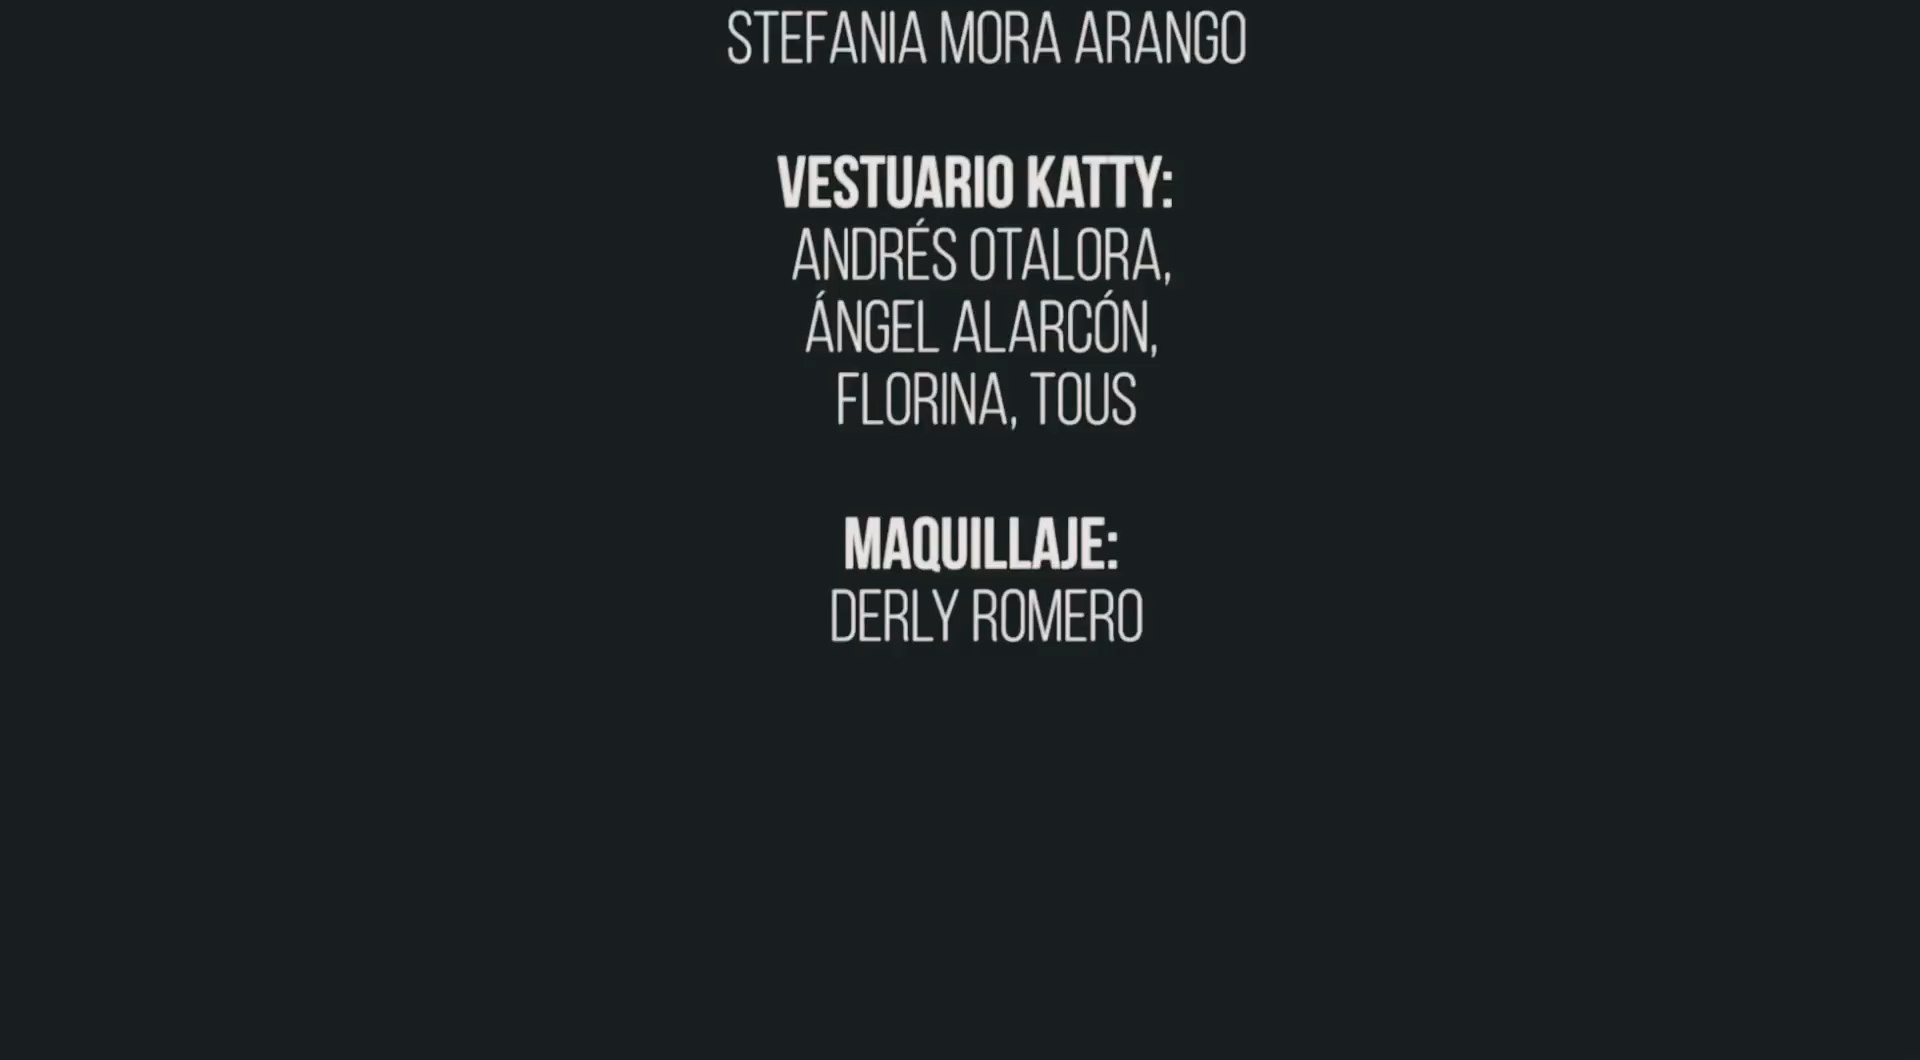 STEFANIA MORA ARANGO
VESTUARIO KATTY:
ANDRÉS OTALORA,
ÁNGEL ALARCÓN,
FLORINA, TOUS
MAQUILLAJE:
DERLY ROMERO